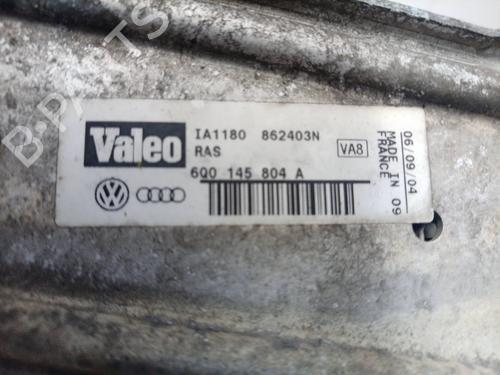 B-PARTS
Valeo
IA1180 862403N
RAS
VA8
6Q0 145 804 A
06/09/04
MADE IN 09
FRANCE